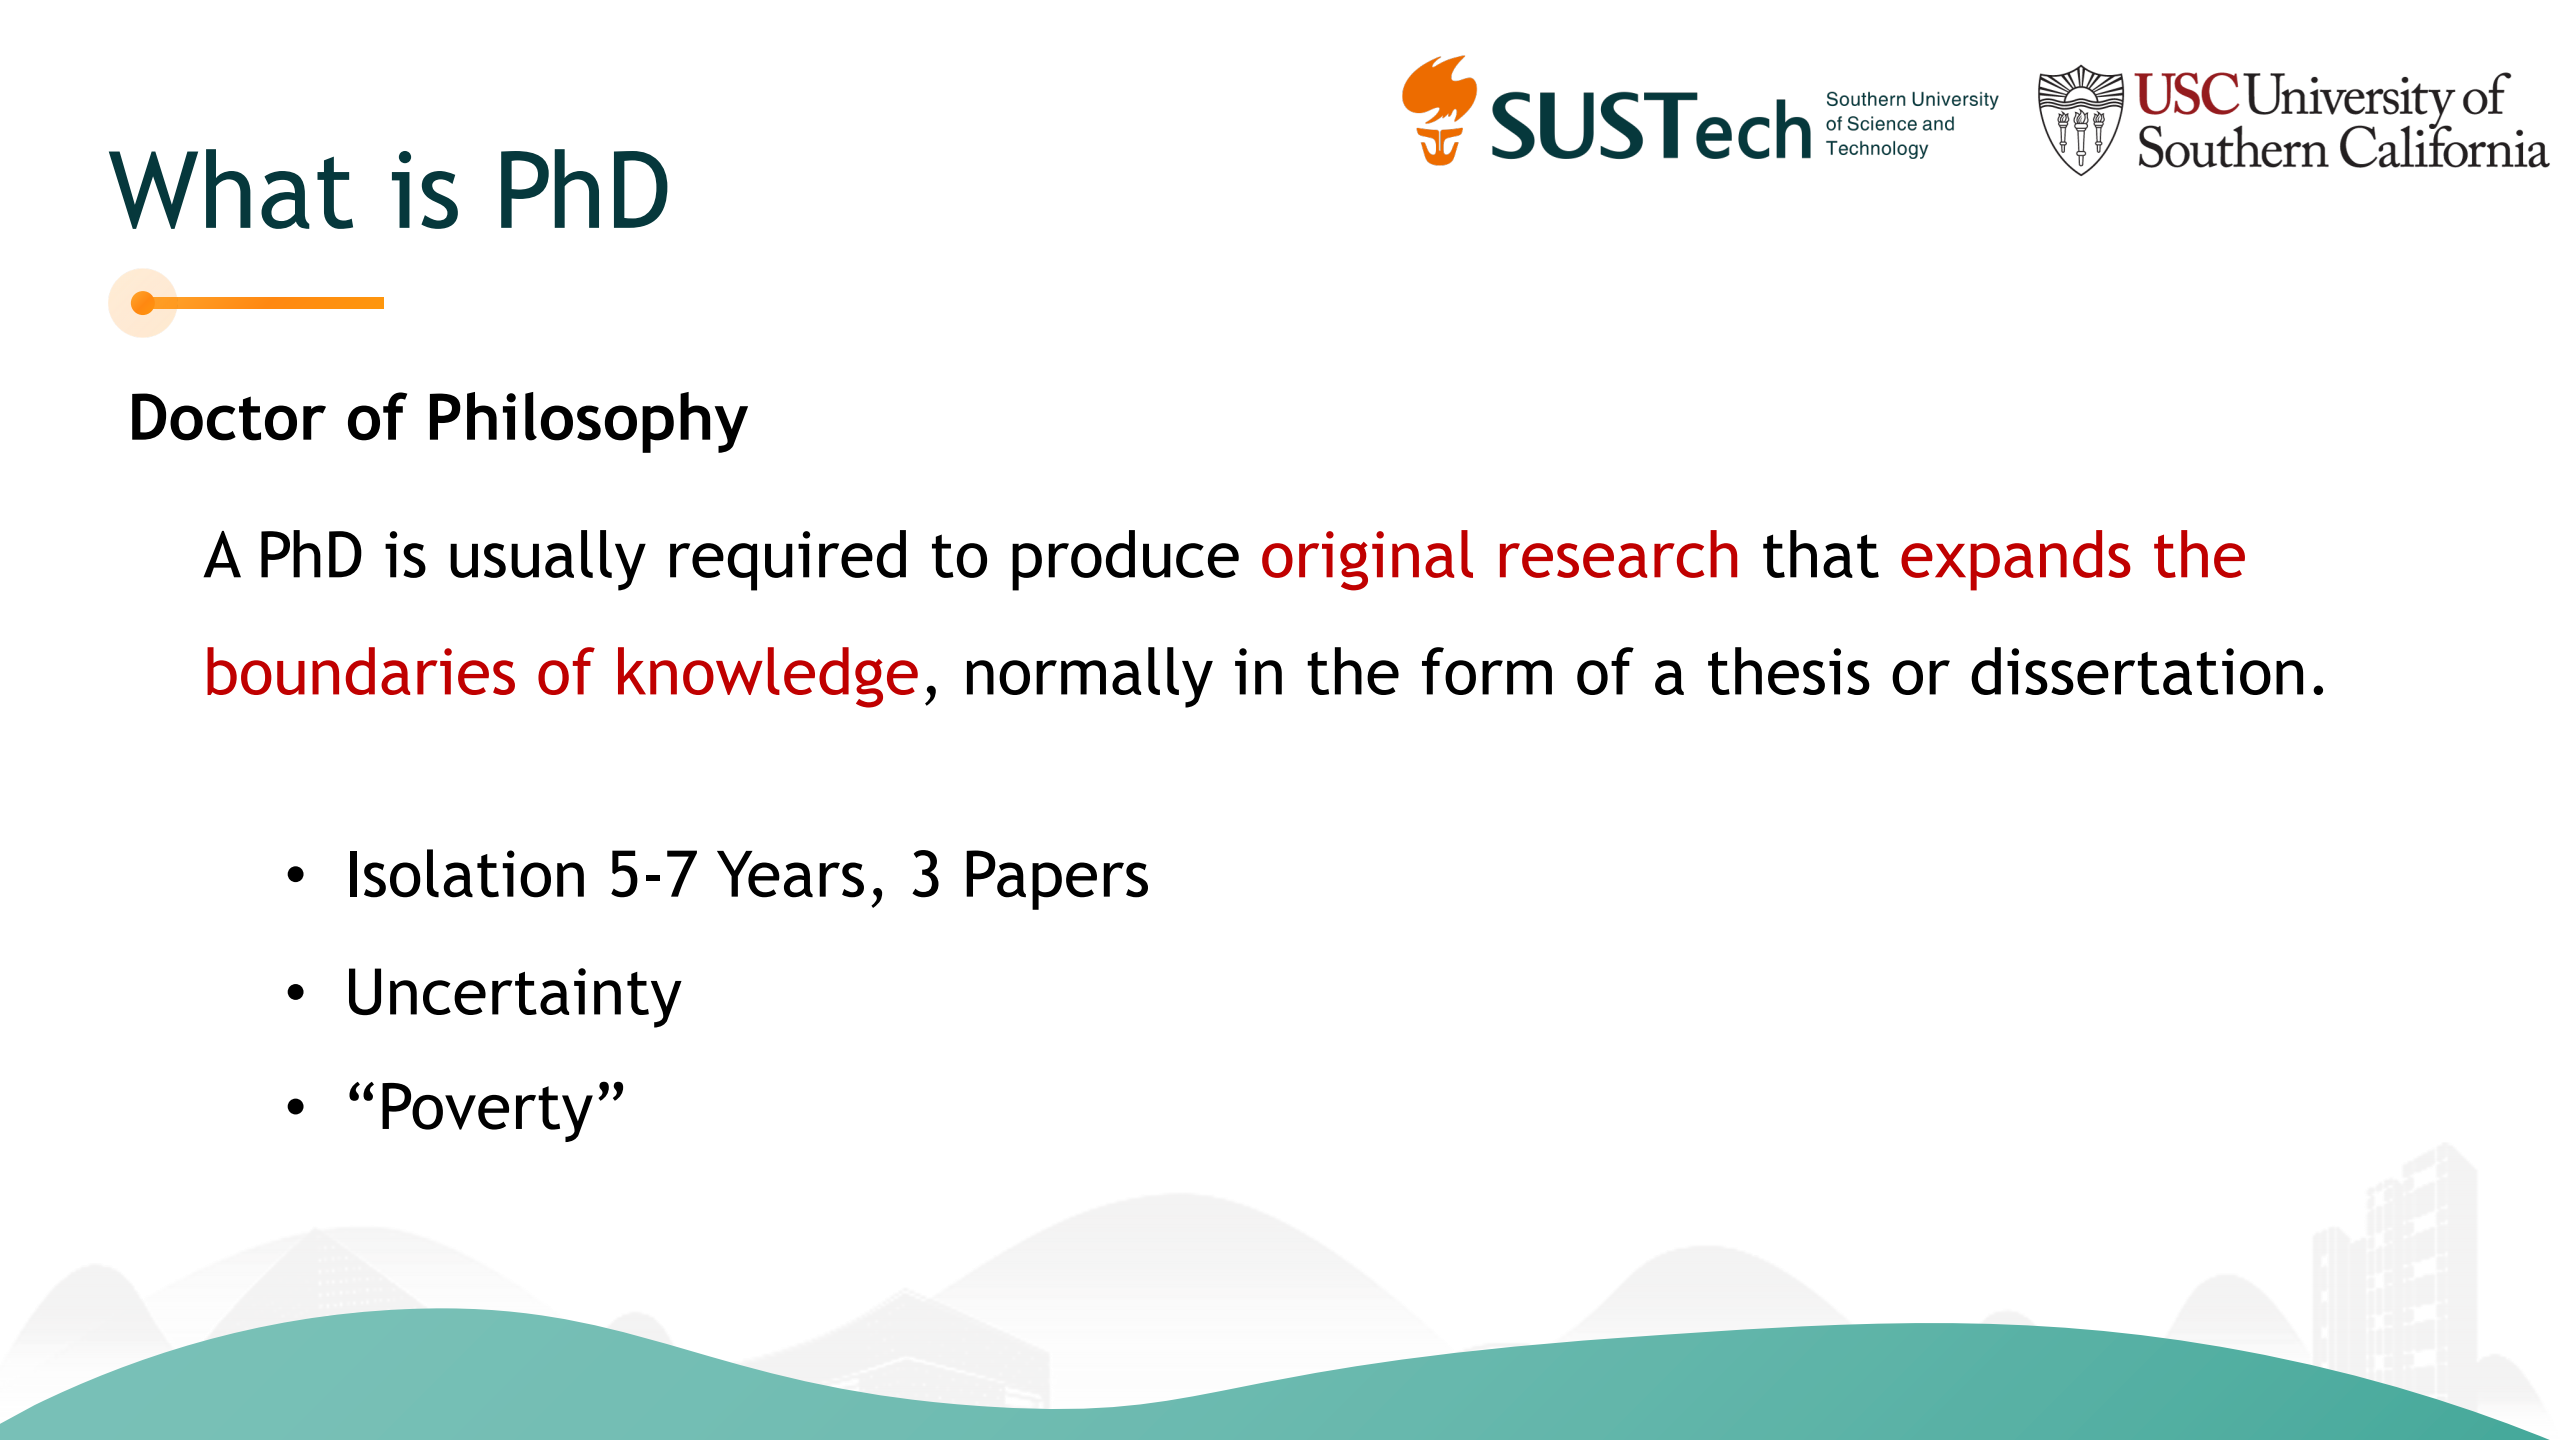 SUSTech
Southern University
of Science and
Technology
USC University of
Southern California
What is PhD
Doctor of Philosophy
A PhD is usually required to produce original research that expands the
boundaries of knowledge, normally in the form of a thesis or dissertation.
• Isolation 5-7 Years, 3 Papers
• Uncertainty
• “Poverty”